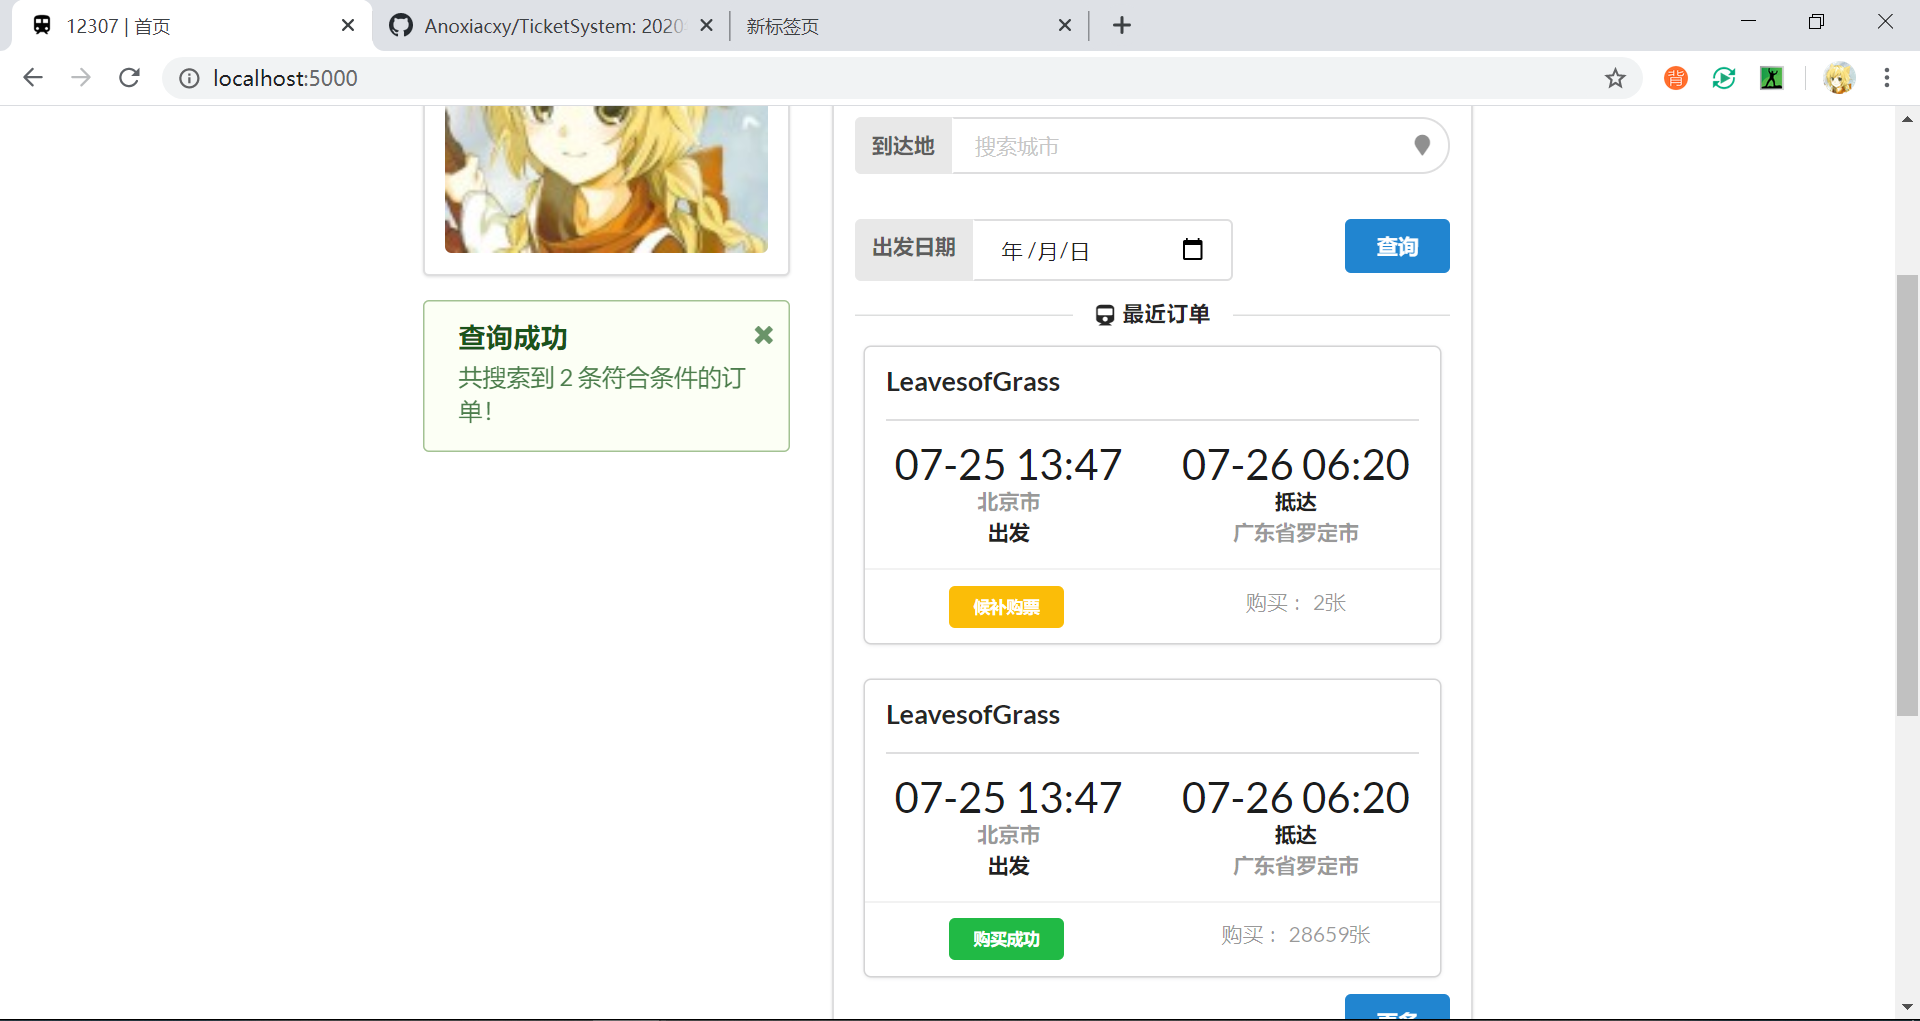 12307 | 首页
Anoxiacxy/TicketSystem: 2020
新标签页
localhost:5000
背
到达地
搜索城市
出发日期
年 /月/日
查询
查询成功
共搜索到 2 条符合条件的订
单！
最近订单
LeavesofGrass
07-25 13:47
07-26 06:20
北京市
抵达
出发
广东省罗定市
候补购票
购买： 2张
LeavesofGrass
07-25 13:47
07-26 06:20
北京市
抵达
出发
广东省罗定市
购买成功
购买： 28659张
更多